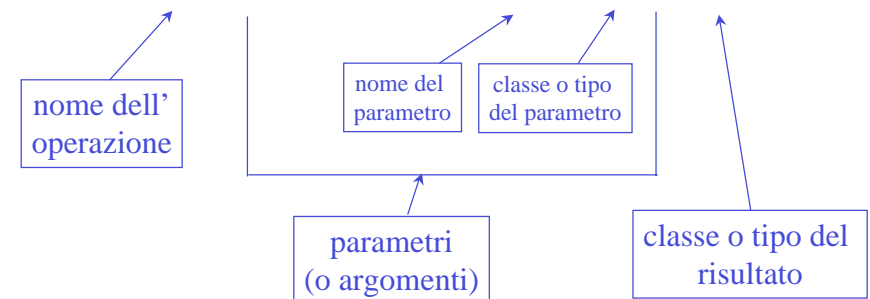 nome dell’
operazione
nome del
parametro
classe o tipo
del parametro
parametri
(o argomenti)
classe o tipo del
risultato